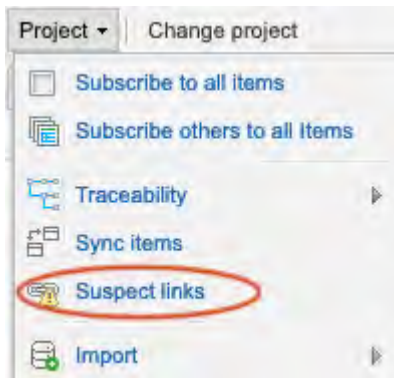 Project Change project
Subscribe to all items
Subscribe others to all Items
Traceability
Sync items
Suspect links
Import